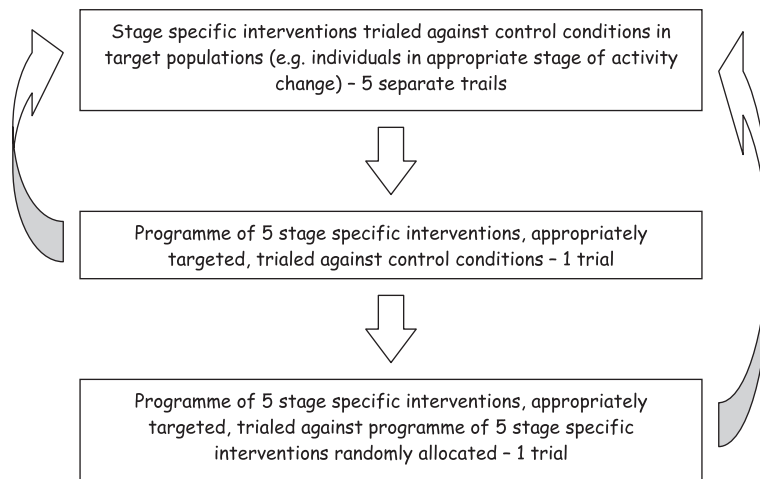 Stage specific interventions trialed against control conditions in
target populations (e.g. individuals in appropriate stage of activity
change) – 5 separate trails
Programme of 5 stage specific interventions, appropriately
targeted, trialed against control conditions – 1 trial
Programme of 5 stage specific interventions, appropriately
targeted, trialed against programme of 5 stage specific
interventions randomly allocated – 1 trial